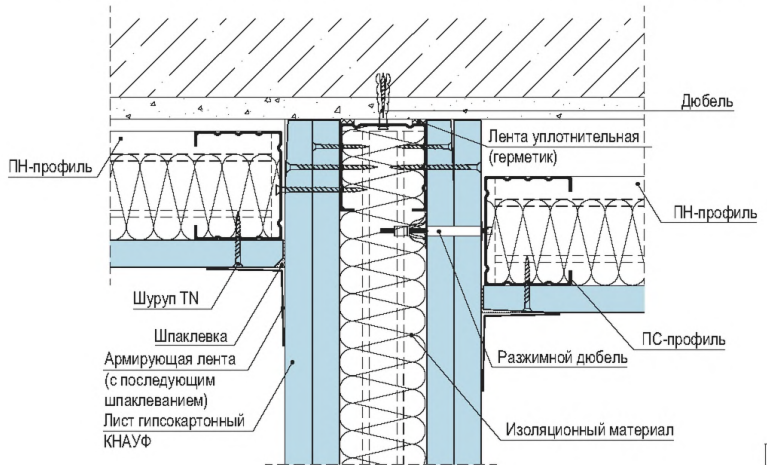 Дюбель
Лента уплотнительная
(герметик)
ПН-профиль
ПН-профиль
Шуруп TN
Шпаклевка
Армирующая лента
(с последующим
шпаклеванием)
Лист гипсокартонный
КНАУФ
ПС-профиль
Разжимной дюбель
Изоляционный материал